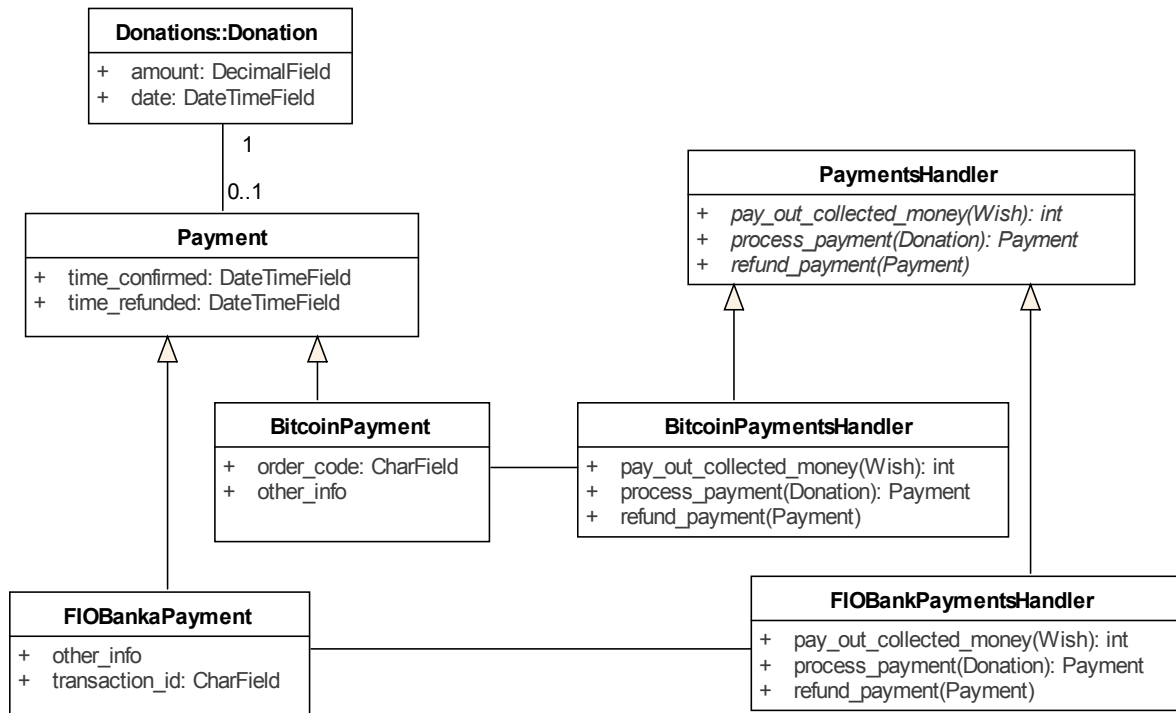 Donations::Donation
+ amount: DecimalField
+ date: DateTimeField
1
0..1
Payment
+ time_confirmed: DateTimeField
+ time_refunded: DateTimeField
PaymentsHandler
+ pay_out_collected_money(Wish): int
+ process_payment(Donation): Payment
+ refund_payment(Payment)
BitcoinPayment
+ order_code: CharField
+ other_info
BitcoinPaymentsHandler
+ pay_out_collected_money(Wish): int
+ process_payment(Donation): Payment
+ refund_payment(Payment)
FIOBankaPayment
+ other_info
+ transaction_id: CharField
FIOBankPaymentsHandler
+ pay_out_collected_money(Wish): int
+ process_payment(Donation): Payment
+ refund_payment(Payment)